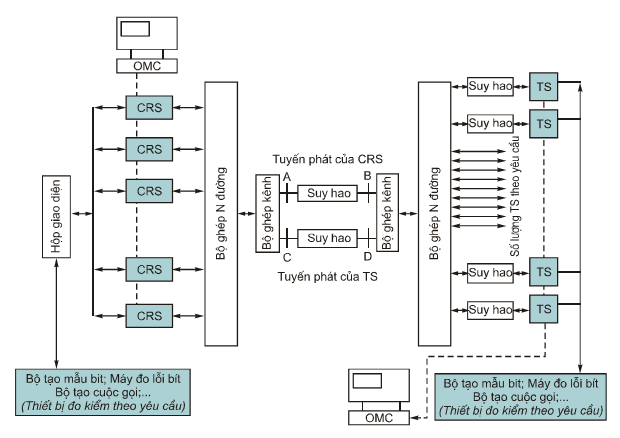 OMC
CRS
CRS
CRS
CRS
CRS
Hộp giao diện
Bộ ghép N đường
Bộ ghép kênh
Tuyến phát của CRS
A
B
Suy hao
Suy hao
C
D
Tuyến phát của TS
Bộ ghép kênh
Bộ ghép N đường
Suy hao
TS
Suy hao
TS
Số lượng TS theo yêu cầu
Suy hao
TS
Suy hao
TS
Bộ tạo mẫu bit; Máy đo lỗi bít
Bộ tạo cuộc gọi;...
(Thiết bị đo kiểm theo yêu cầu)
OMC
Bộ tạo mẫu bit; Máy đo lỗi bít
Bộ tạo cuộc gọi;...
(Thiết bị đo kiểm theo yêu cầu)